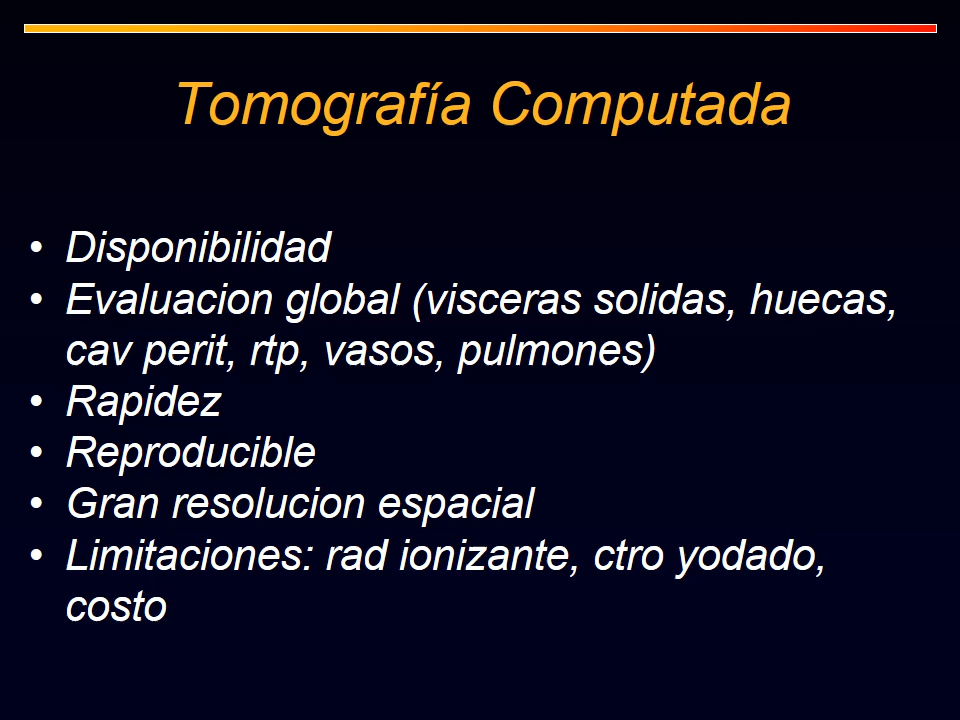 Tomografía Computada
• Disponibilidad
• Evaluacion global (visceras solidas, huecas,
cav perit, rtp, vasos, pulmones)
• Rapidez
• Reproducible
• Gran resolucion espacial
• Limitaciones: rad ionizante, ctro yodado,
costo